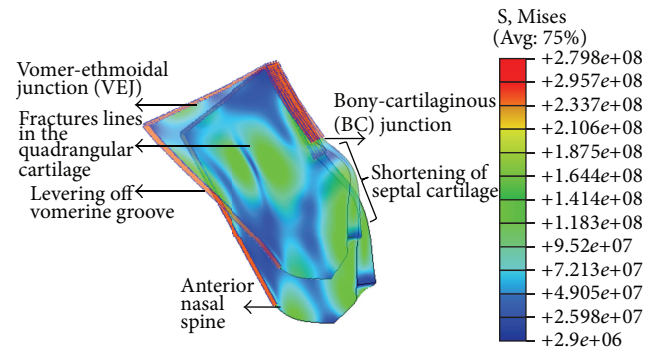 Vomer-ethmoidal
junction (VEJ)
Fractures lines
in the
quadrangular
cartilage
Levering off
vomerine groove
Anterior
nasal
spine
Bony-cartilaginous
(BC) junction
Shortening of
septal cartilage
S, Mises
(Avg: 75%)
+2.798e+08
+2.957e+08
+2.337e+08
+2.106e+08
+1.875e+08
+1.644e+08
+1.414e+08
+1.183e+08
+9.52e+07
+7.213e+07
+4.905e+07
+2.598e+07
+2.9e+06